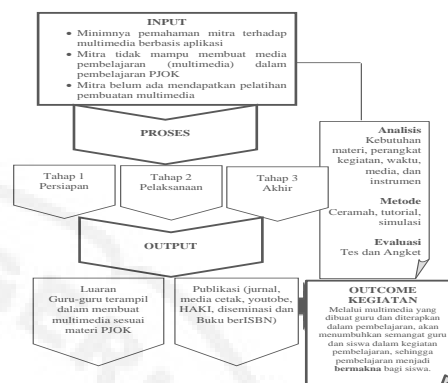 INPUT
• Minimnya pemahaman mitra terhadap
multimedia berbasis aplikasi
• Mitra tidak mampu membuat media
pembelajaran (multimedia) dalam
pembelajaran PJOK
• Mitra belum ada mendapatkan pelatihan
pembuatan multimedia
PROSES
Tahap 1
Persiapan
Tahap 2
Pelaksanaan
Tahap 3
Akhir
Analisis
Kebutuhan
materi, perangkat
kegiatan, waktu,
media, dan
instrumen
Metode
Ceramah, tutorial,
simulasi
Evaluasi
Tes dan Angket
OUTPUT
Luaran
Guru-guru terampil
dalam membuat
multimedia sesuai
materi PJOK
Publikasi (jurnal,
media cetak, youtobe,
HAKI, diseminasi dan
Buku berISBN)
OUTCOME
KEGIATAN
Melalui multimedia yang
dibuat guru dan diterapkan
dalam pembelajaran, akan
menumbuhkan semangat guru
dan siswa dalam kegiatan
pembelajaran, sehingga
pembelajaran menjadi
bermakna bagi siswa.